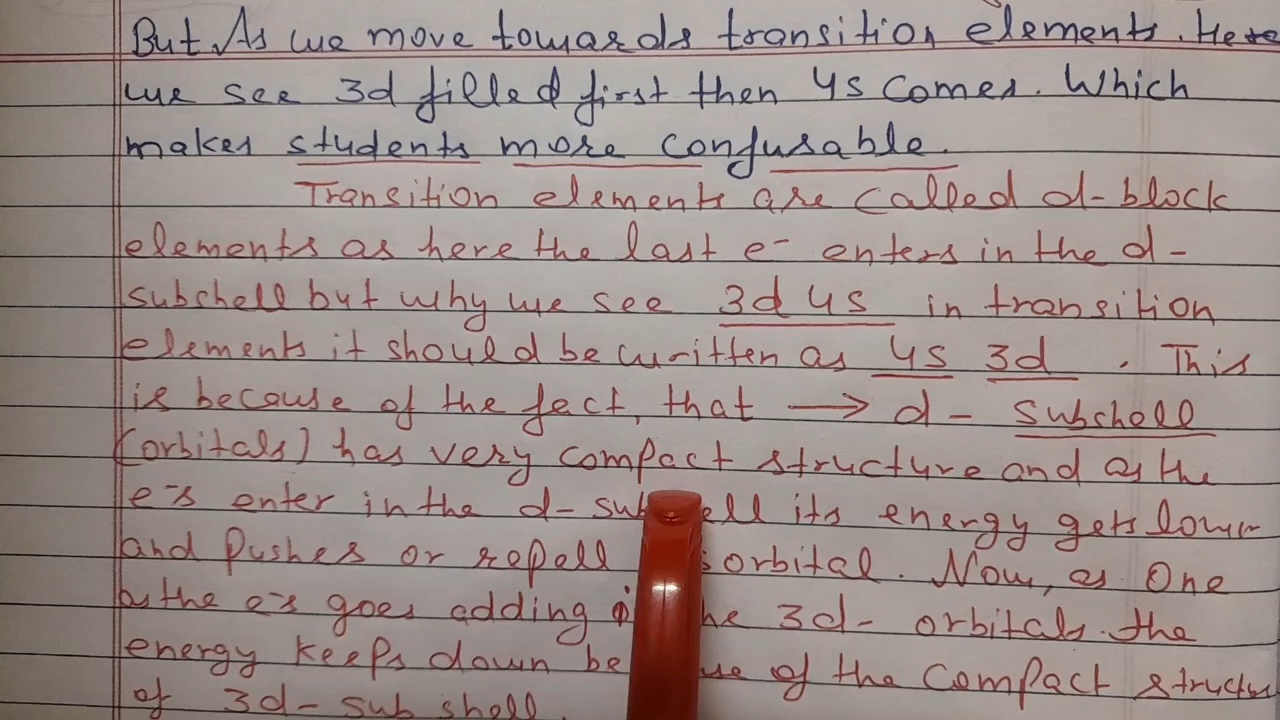 But As we move towards transition elements. Here
we see 3d filled first then 4s comes. Which
makes students more confusable.
Transition elements are called d-block
elements as here the last e⁻ enters in the d-
subshell but why we see 3d 4s in transition
elements it should be written as 4s 3d. This
is because of the fact, that → d- subshell
(orbitals) has very compact structure and as the
e⁻s enter in the d-sub ell its energy gets lower
and pushes or repell s orbital. Now, as One
as the e⁻s goes adding he 3d- orbitals. the
energy keeps down be use of the compact
of 3d-sub shell.